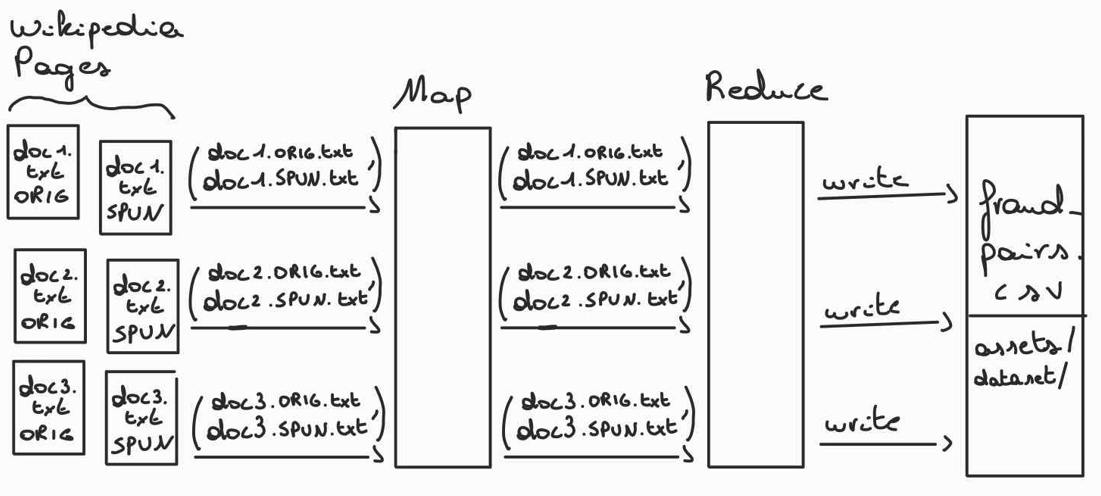 Wikipedia
Pages
Map
Reduce
doc1.
txt
ORIG
doc1.
txt
SPUN
(doc1.ORIG.txt,
doc1.SPUN.txt)
(doc1.ORIG.txt,
doc1.SPUN.txt)
write
fraud_
pairs.
csv
doc2.
txt
ORIG
doc2.
txt
SPUN
(doc2.ORIG.txt,
doc2.SPUN.txt)
(doc2.ORIG.txt,
doc2.SPUN.txt)
write
assets/
dataset/
doc3.
txt
ORIG
doc3.
txt
SPUN
(doc3.ORIG.txt,
doc3.SPUN.txt)
(doc3.ORIG.txt,
doc3.SPUN.txt)
write